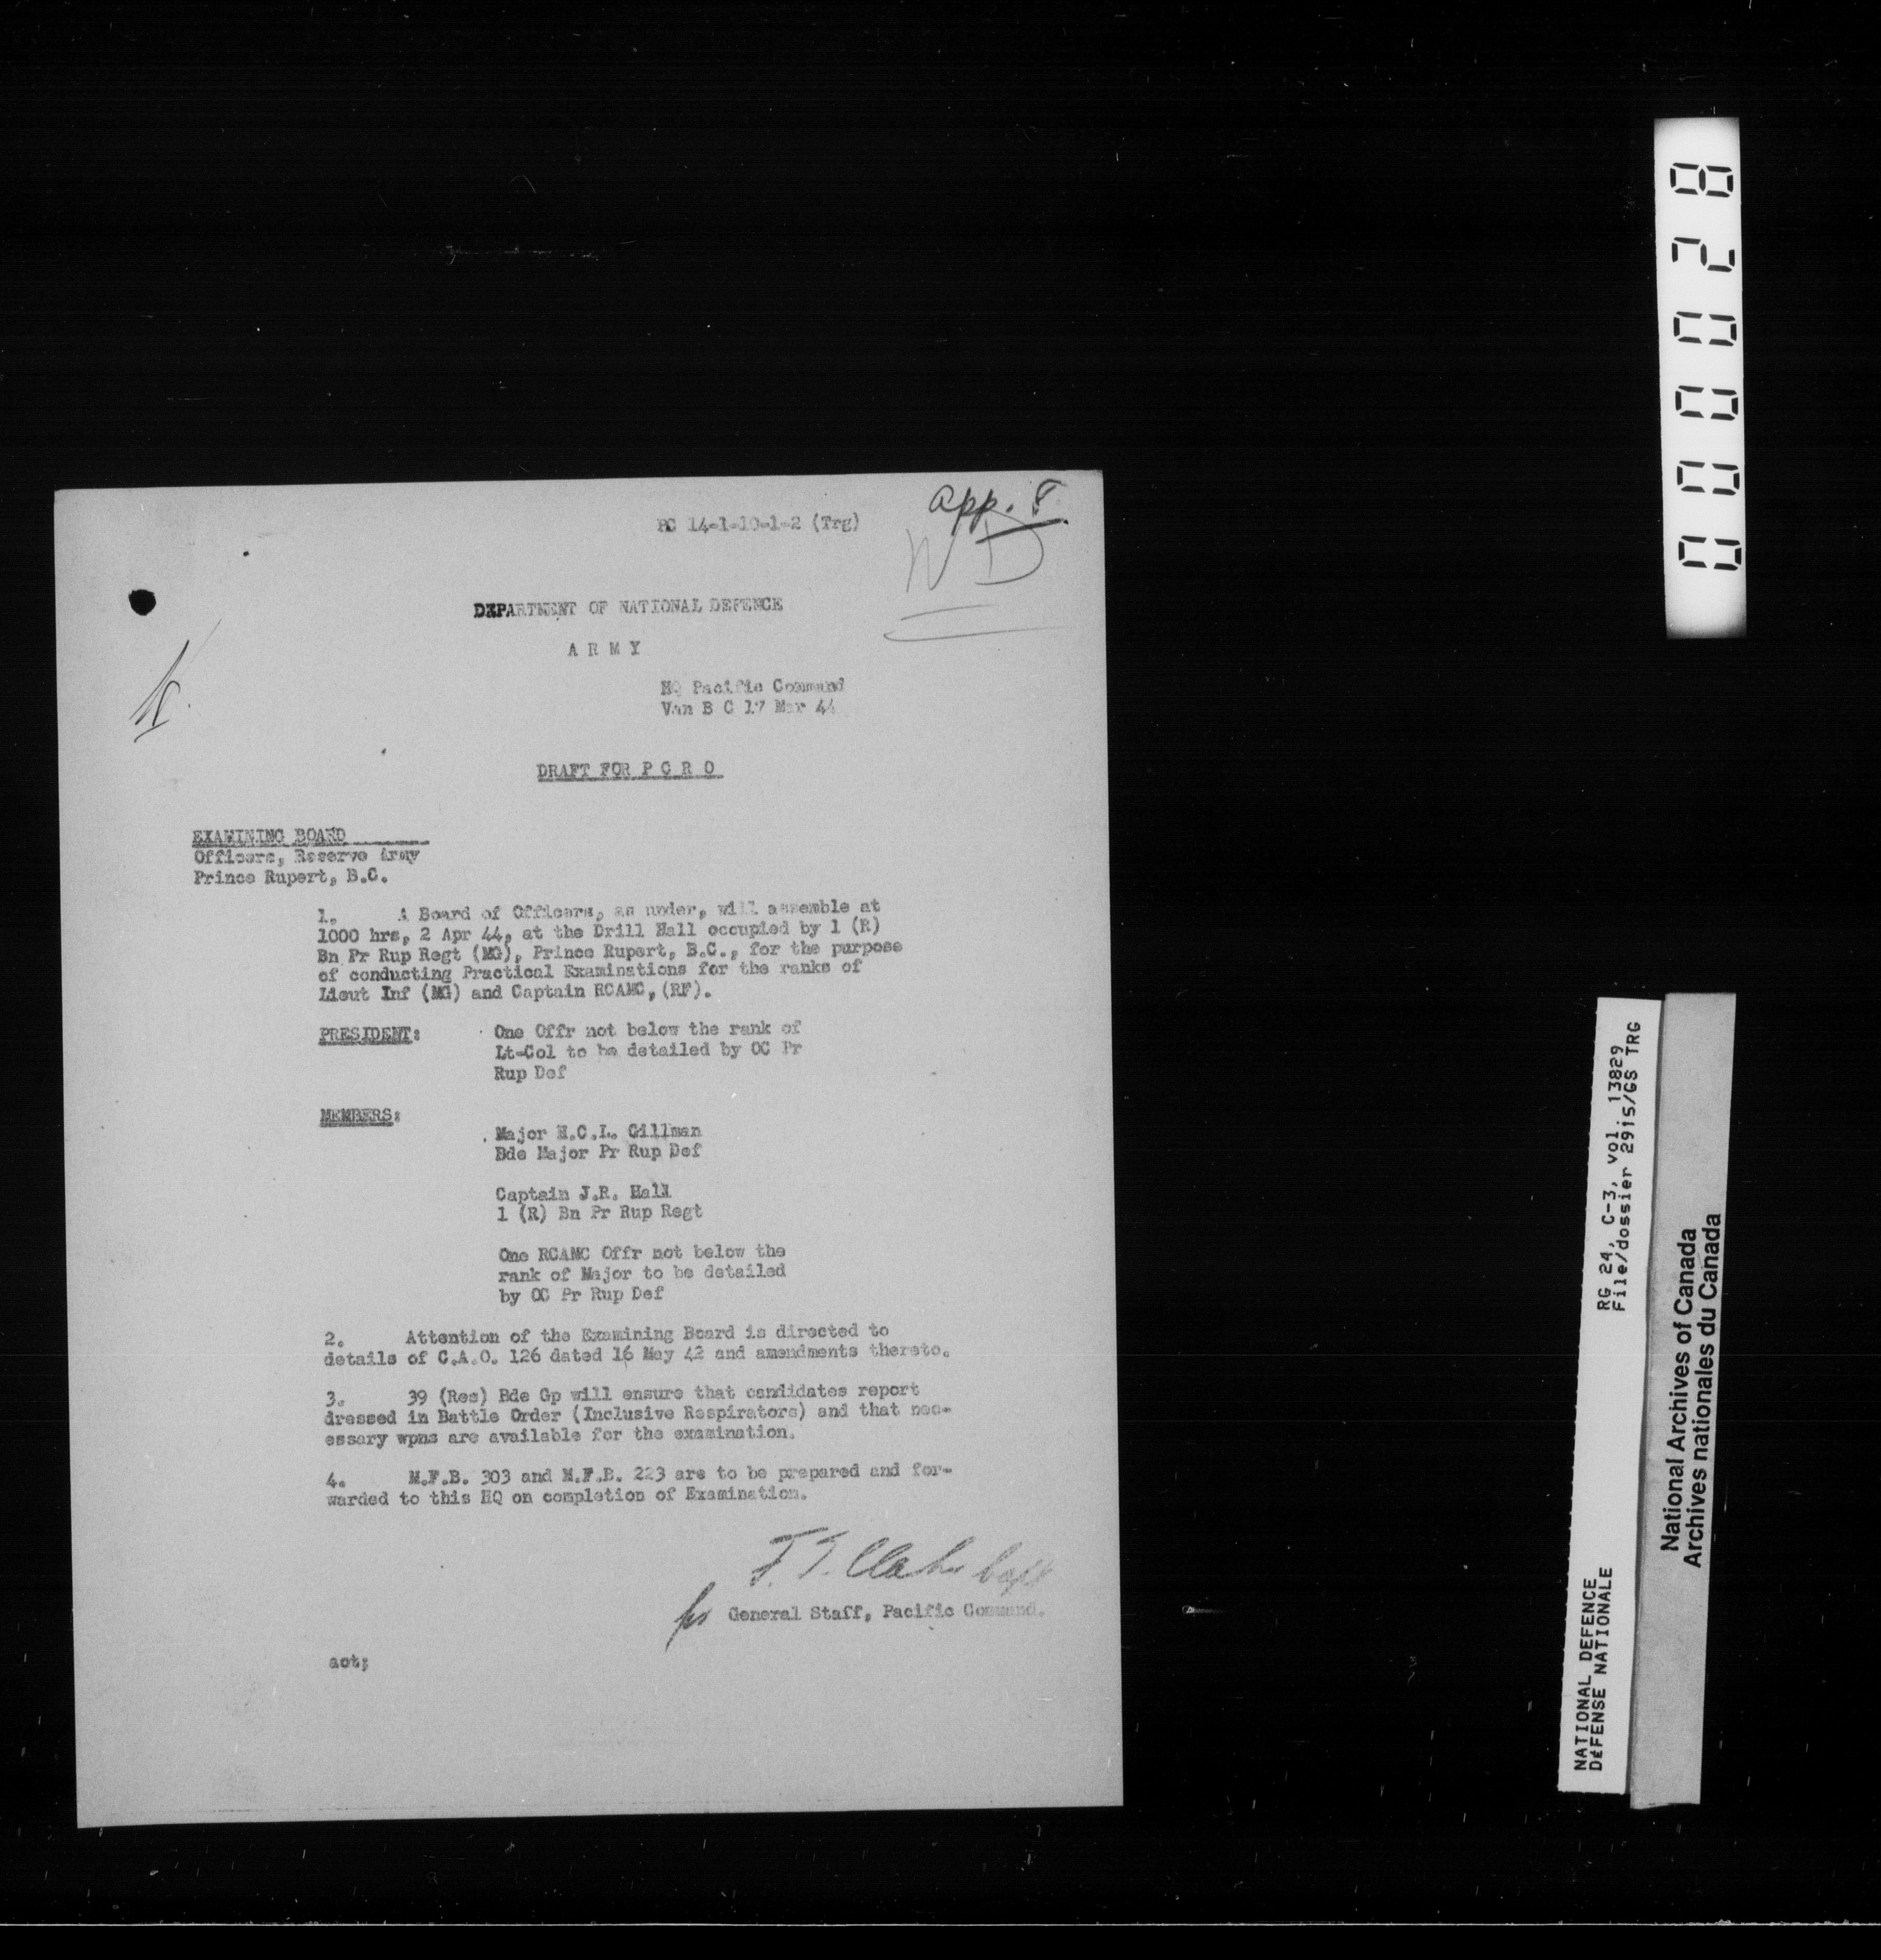 app. 8
PC 14-1-10-1-2 (Trg)
W D
DEPARTMENT OF NATIONAL DEFENCE
A R M Y
HQ Pacific Command
Van B C 17 Mar 44
DRAFT FOR P C R O
EXAMINING BOARD
Officers, Reserve Army
Prince Rupert, B.C.
1. A Board of Officers, as under, will assemble at
1000 hrs, 2 Apr 44, at the Drill Hall occupied by 1 (R)
Bn Pr Rup Regt (MG), Prince Rupert, B.C., for the purpose
of conducting Practical Examinations for the ranks of
Lieut Inf (MG) and Captain RCAMC, (RF).
PRESIDENT: One Offr not below the rank of
Lt-Col to be detailed by OC Pr
Rup Def
MEMBERS:
Major H.C.L. Gillman
Bde Major Pr Rup Def
Captain J.R. Hall
1 (R) Bn Pr Rup Regt
One RCAMC Offr not below the
rank of Major to be detailed
by OC Pr Rup Def
2. Attention of the Examining Board is directed to
details of C.A.O. 126 dated 16 May 42 and amendments thereto.
3. 39 (Res) Bde Gp will ensure that candidates report
dressed in Battle Order (Inclusive Respirators) and that nec-
essary wpns are available for the examination.
4. M.F.B. 303 and M.F.B. 223 are to be prepared and for-
warded to this HQ on completion of Examination.
F.T. Capt
for General Staff, Pacific Command.
act;
000028
RG 24, C-3, vol. 13829
File/dossier 2915/GS TRG
NATIONAL DEFENCE
DÉFENSE NATIONALE
National Archives of Canada
Archives nationales du Canada